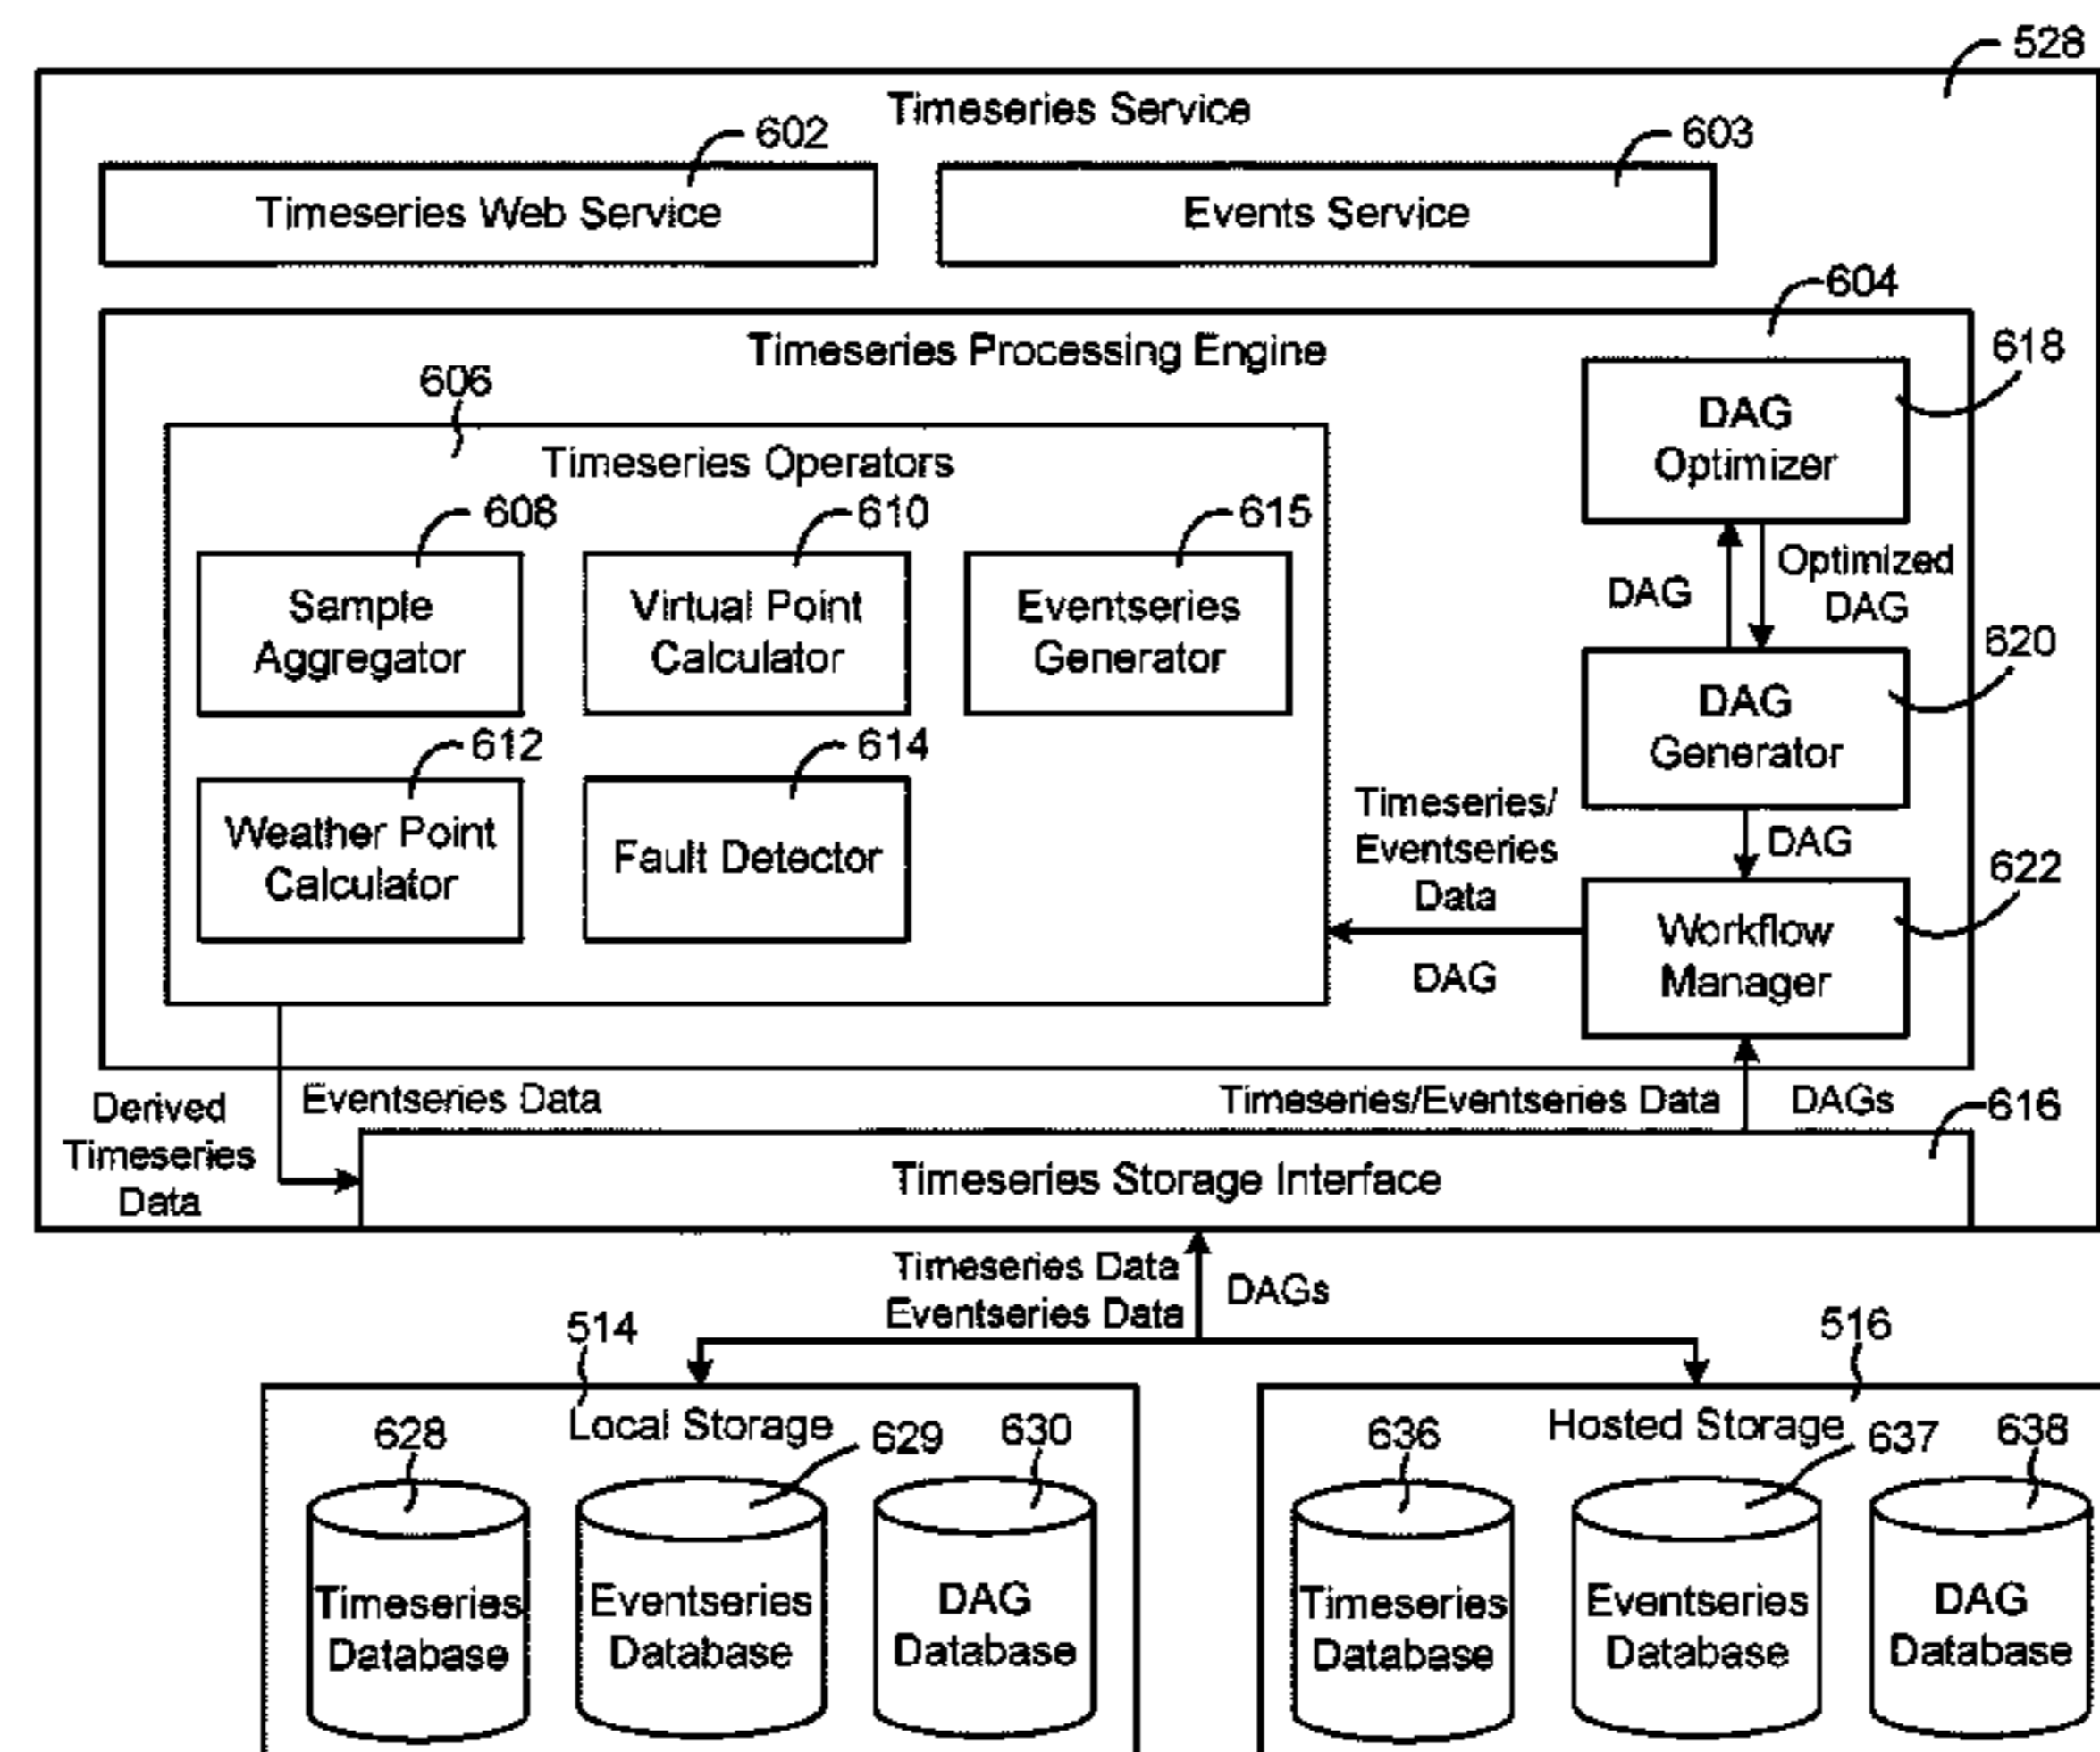 528
Timeseries Service
602
603
Timeseries Web Service
Events Service
604
Timeseries Processing Engine
618
606
DAG
Optimizer
Timeseries Operators
608
610
615
Sample
Aggregator
Virtual Point
Calculator
Eventseries
Generator
DAG
Optimized
DAG
620
DAG
Generator
612
614
Weather Point
Calculator
Fault Detector
Timeseries/
Eventseries
Data
DAG
DAG
622
Workflow
Manager
Derived
Timeseries
Data
Eventseries Data
Timeseries/Eventseries Data
DAGs
616
Timeseries Storage Interface
Timeseries Data
Eventseries Data
DAGs
514
516
Local Storage
628
629
630
Timeseries
Database
Eventseries
Database
DAG
Database
Hosted Storage
636
637
638
Timeseries
Database
Eventseries
Database
DAG
Database